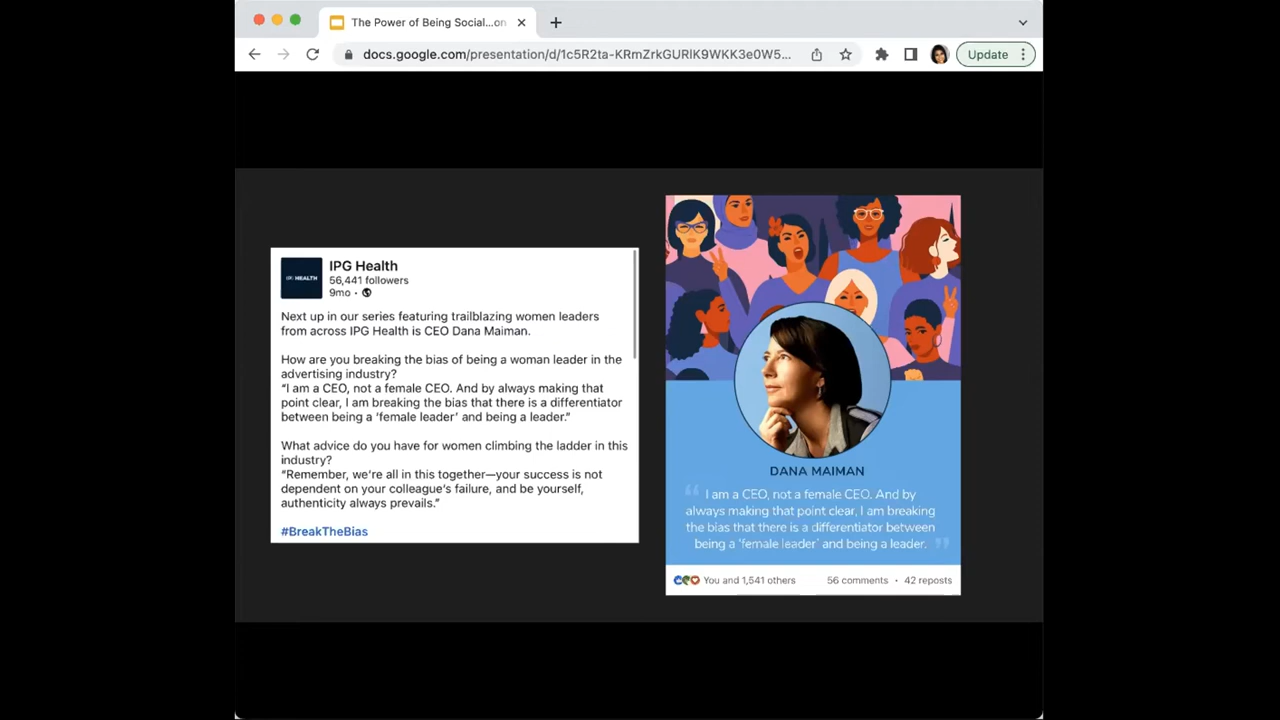 The Power of Being Social...on
docs.google.com/presentation/d/1c5R2ta-KRmZrkGURlK9WKK3e0W5...
Update
IPG HEALTH
IPG Health
56,441 followers
9mo •
Next up in our series featuring trailblazing women leaders
from across IPG Health is CEO Dana Maiman.
How are you breaking the bias of being a woman leader in the
advertising industry?
“I am a CEO, not a female CEO. And by always making that
point clear, I am breaking the bias that there is a differentiator
between being a ‘female leader’ and being a leader.”
What advice do you have for women climbing the ladder in this
industry?
“Remember, we’re all in this together—your success is not
dependent on your colleague’s failure, and be yourself,
authenticity always prevails.”
#BreakTheBias
DANA MAIMAN
“ I am a CEO, not a female CEO. And by
always making that point clear, I am breaking
the bias that there is a differentiator between
being a ‘female leader’ and being a leader. ”
You and 1,541 others 56 comments • 42 reposts